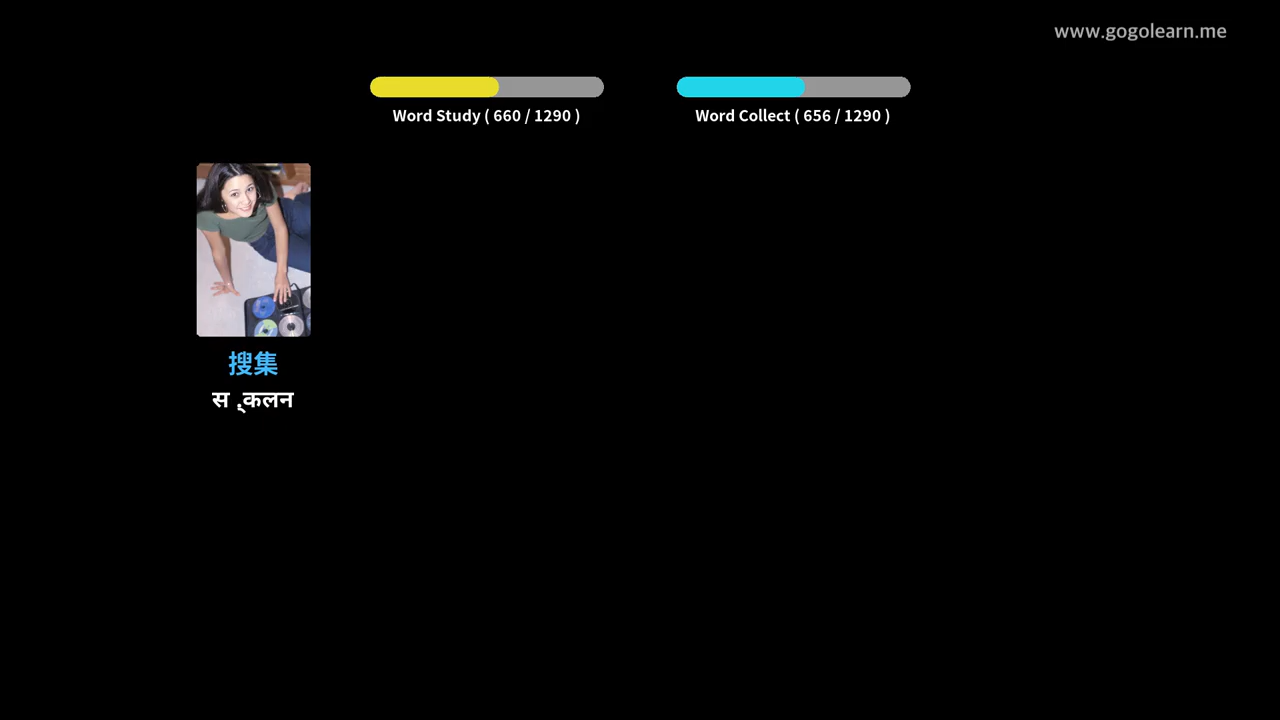 www.gogolearn.me
Word Study ( 660 / 1290 )
Word Collect ( 656 / 1290 )
搜集
स ्ंकलन